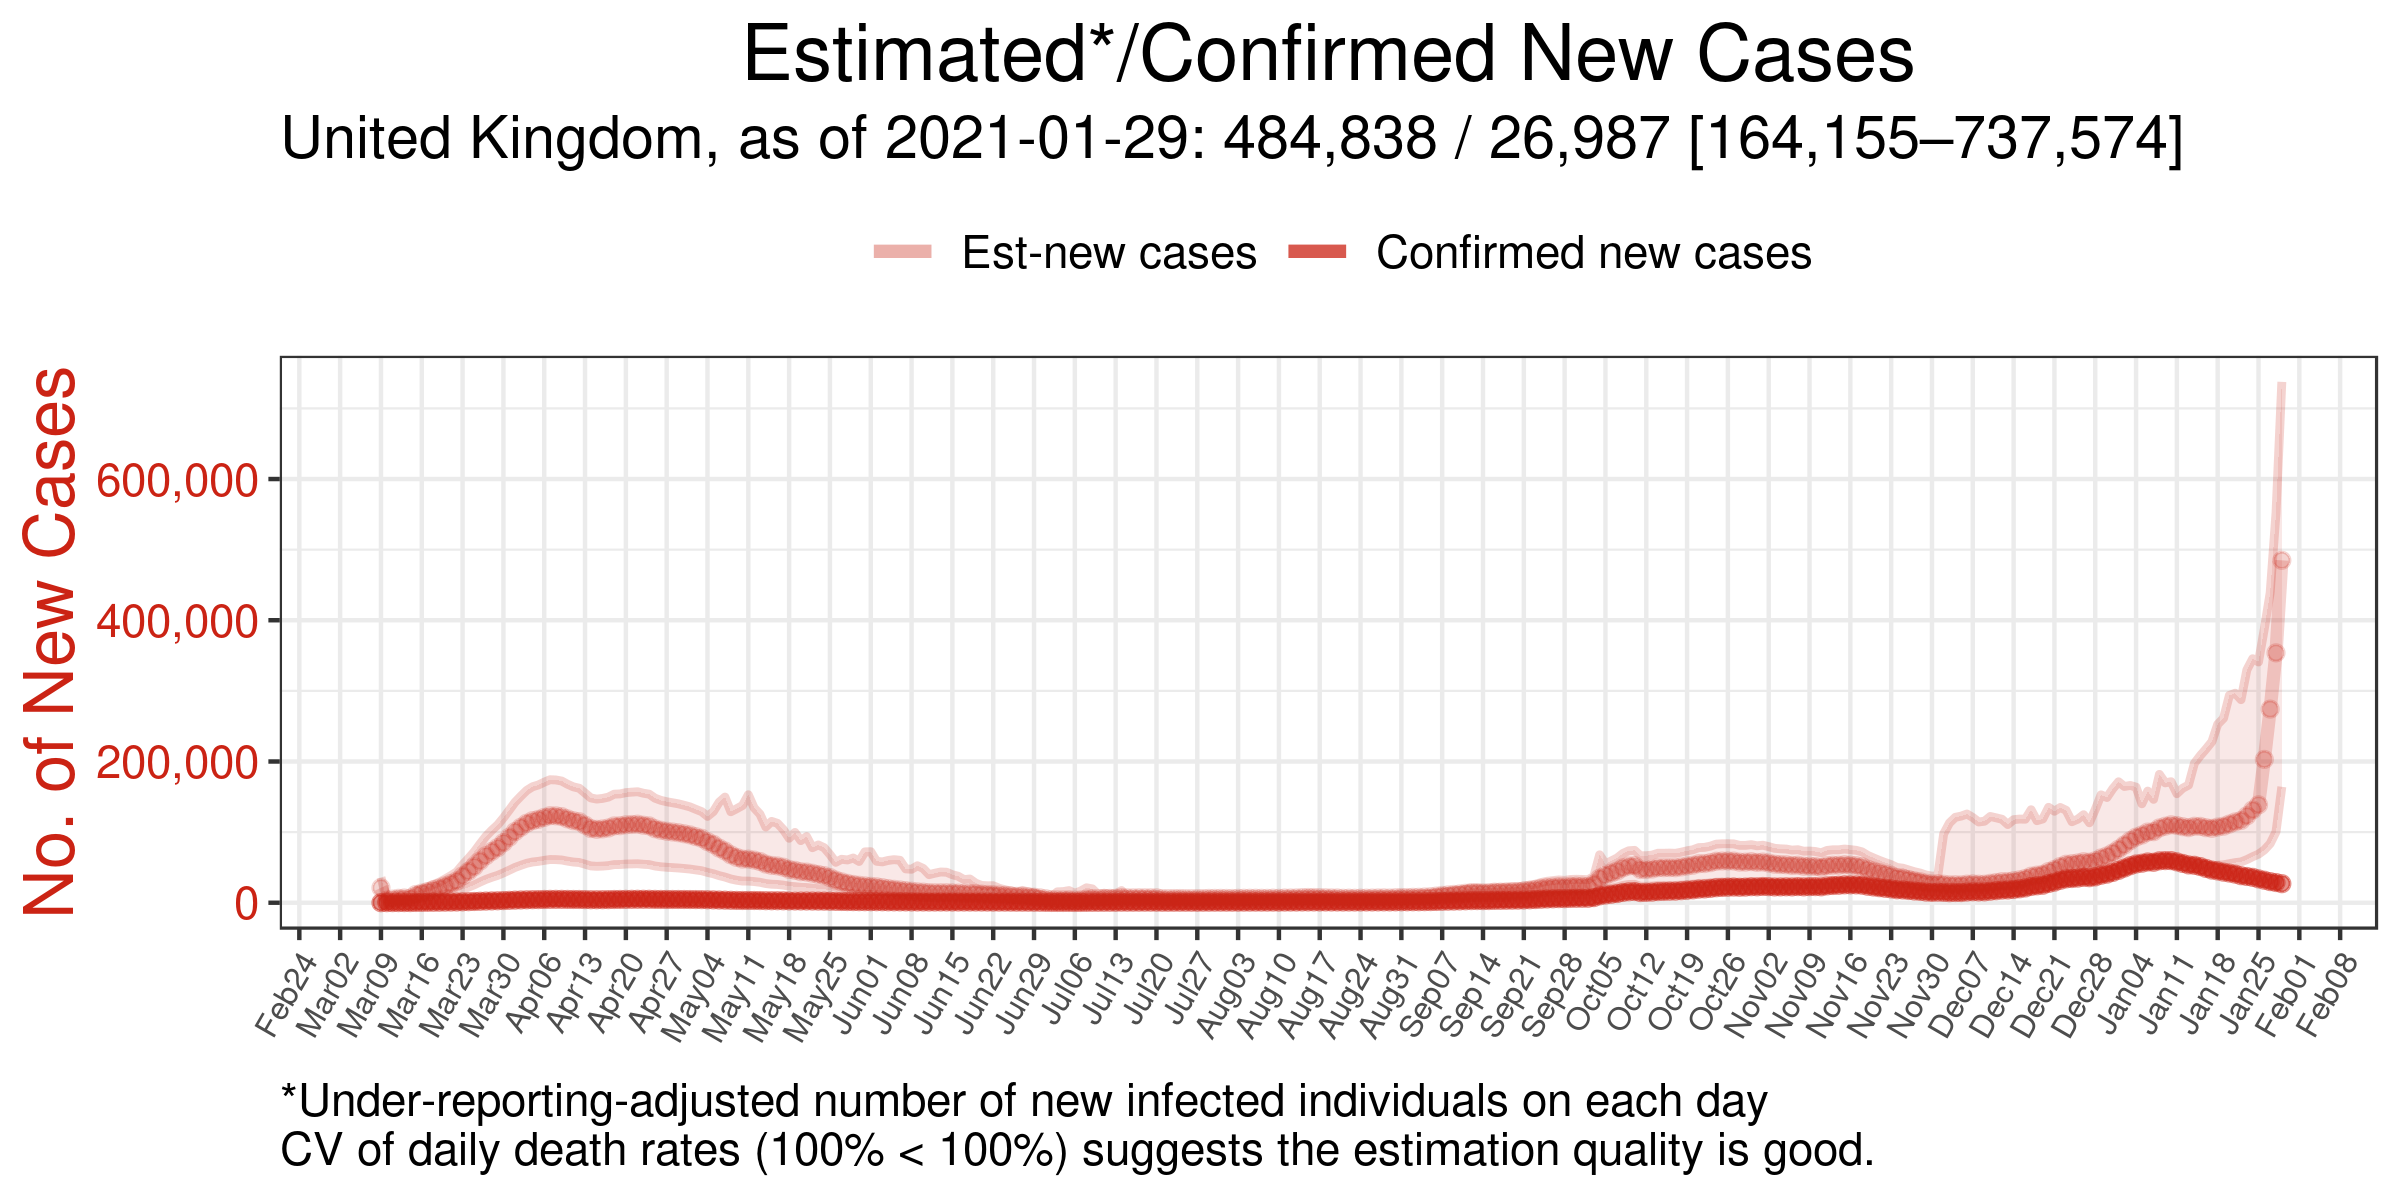 Estimated*/Confirmed New Cases
United Kingdom, as of 2021-01-29: 484,838 / 26,987 [164,155–737,574]
Est-new cases Confirmed new cases
No. of New Cases
600,000
400,000
200,000
0
Feb24 Mar02 Mar09 Mar16 Mar23 Mar30 Apr06 Apr13 Apr20 Apr27 May04 May11 May18 May25 Jun01 Jun08 Jun15 Jun22 Jun29 Jul06 Jul13 Jul20 Jul27 Aug03 Aug10 Aug17 Aug24 Aug31 Sep07 Sep14 Sep21 Sep28 Oct05 Oct12 Oct19 Oct26 Nov02 Nov09 Nov16 Nov23 Nov30 Dec07 Dec14 Dec21 Dec28 Jan04 Jan11 Jan18 Jan25 Feb01 Feb08
*Under-reporting-adjusted number of new infected individuals on each day
CV of daily death rates (100% < 100%) suggests the estimation quality is good.